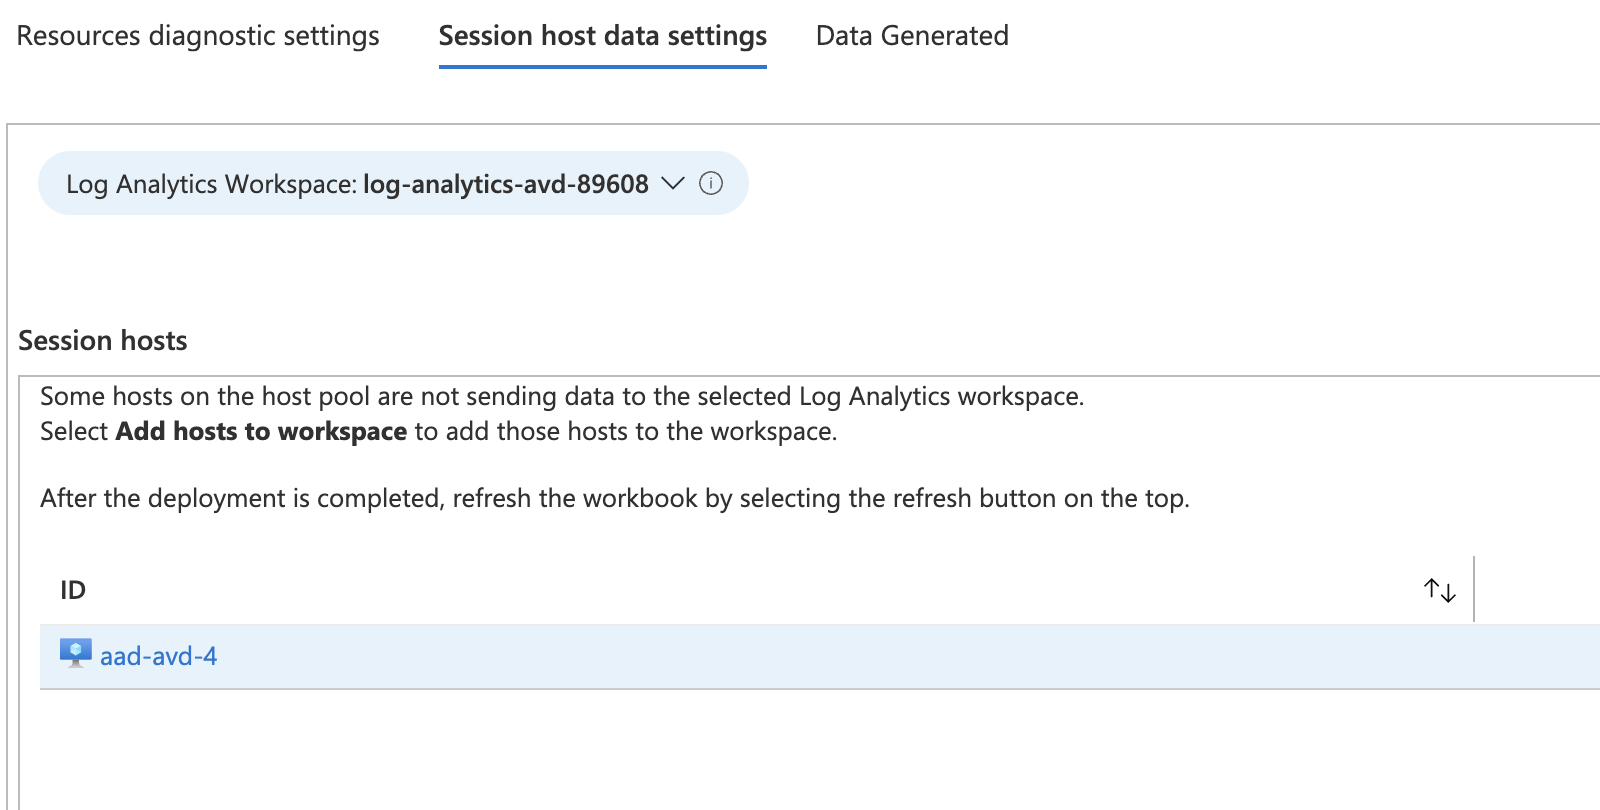 Resources diagnostic settings Session host data settings Data Generated
Log Analytics Workspace: log-analytics-avd-89608
Session hosts
Some hosts on the host pool are not sending data to the selected Log Analytics workspace.
Select Add hosts to workspace to add those hosts to the workspace.
After the deployment is completed, refresh the workbook by selecting the refresh button on the top.
ID
aad-avd-4